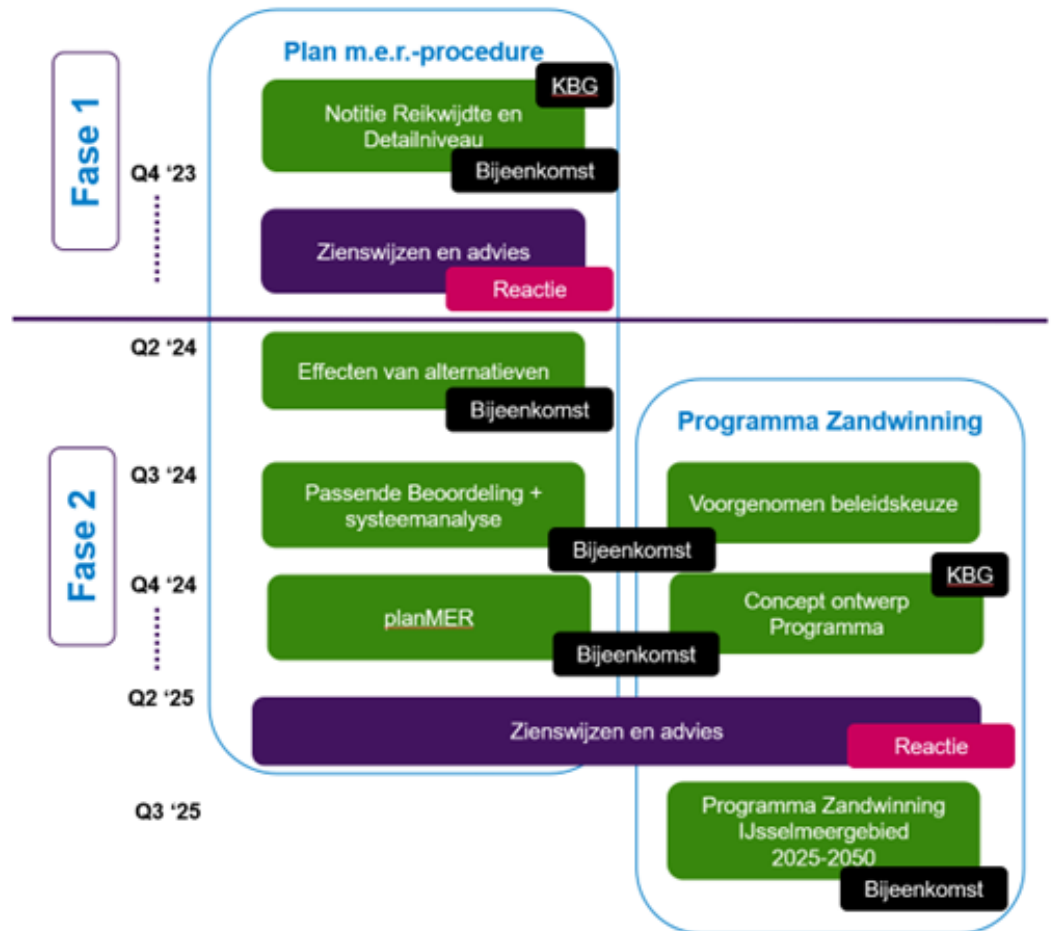 Plan m.e.r.-procedure
Fase 1
KBG
Notitie Reikwijdte en
Detailniveau
Bijeenkomst
Q4 ‘23
Zienswijzen en advies
Reactie
Q2 ‘24
Effecten van alternatieven
Bijeenkomst
Programma Zandwinning
Fase 2
Q3 ‘24
Passende Beoordeling +
systeemanalyse
Voorgenomen beleidskeuze
Bijeenkomst
Q4 ‘24
planMER
KBG
Concept ontwerp
Programma
Bijeenkomst
Q2 ‘25
Zienswijzen en advies
Reactie
Q3 ‘25
Programma Zandwinning
IJsselmeergebied
2025-2050
Bijeenkomst